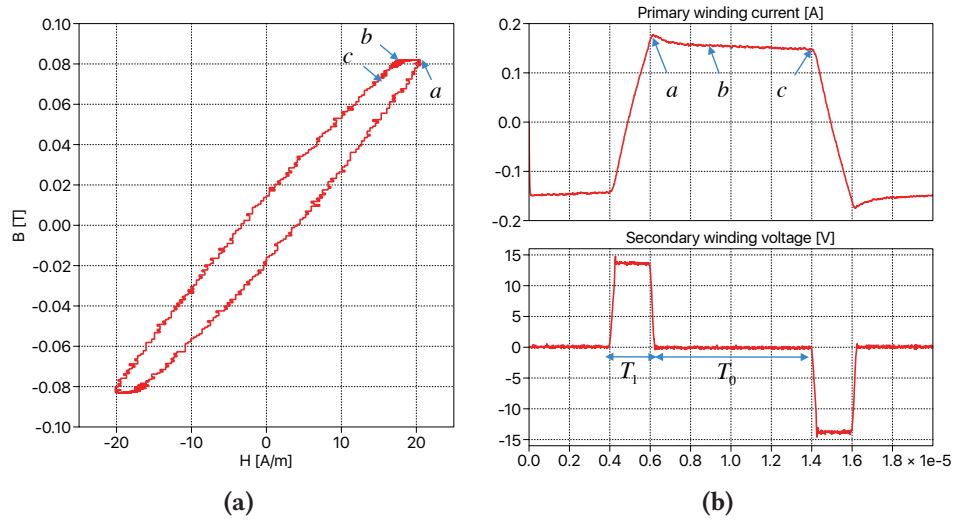 0.10
0.08
0.06
0.04
0.02
0.00
−0.02
−0.04
−0.06
−0.08
−0.10
B [T]
−20
−10
0
10
20
H [A/m]
b
c
a
(a)
Primary winding current [A]
0.2
0.1
0.0
−0.1
−0.2
a
b
c
Secondary winding voltage [V]
15
10
5
0
−5
−10
−15
T1
T0
0.0
0.2
0.4
0.6
0.8
1.0
1.2
1.4
1.6
1.8 × 1e-5
(b)